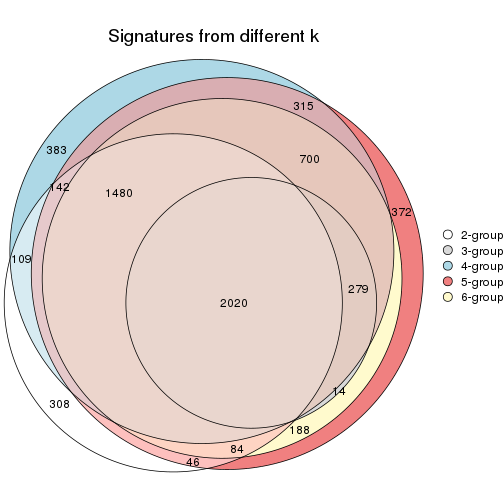 Signatures from different k
315
383
700
142
1480
372
109
279
2020
14
308
188
84
46
2-group
3-group
4-group
5-group
6-group